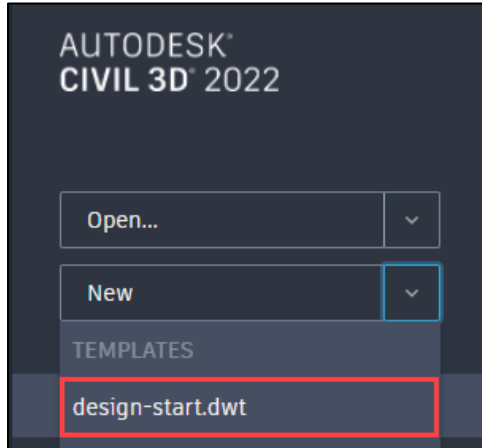 AUTODESK®
CIVIL 3D® 2022
Open...
New
TEMPLATES
design-start.dwt